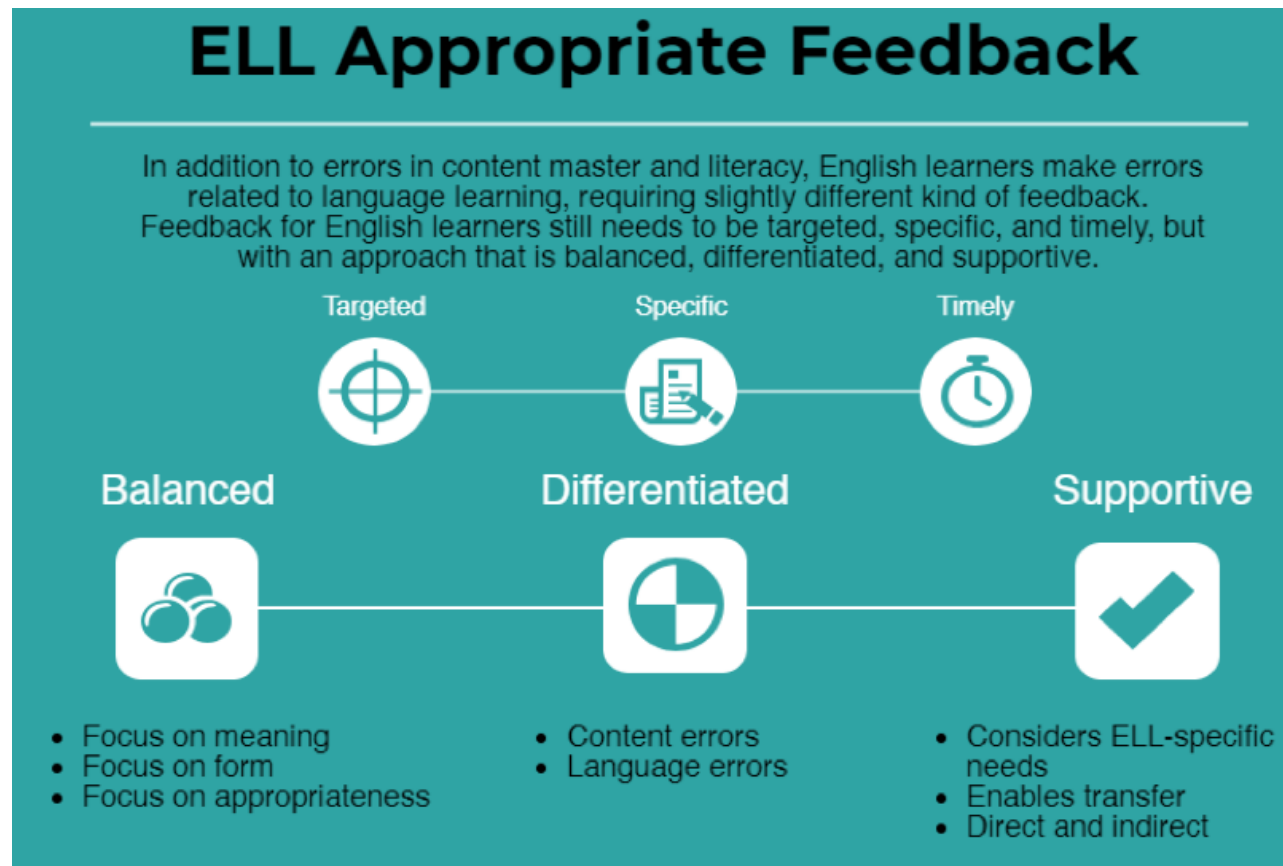 ELL Appropriate Feedback
In addition to errors in content master and literacy, English learners make errors
related to language learning, requiring slightly different kind of feedback.
Feedback for English learners still needs to be targeted, specific, and timely, but
with an approach that is balanced, differentiated, and supportive.
Targeted
Specific
Timely
Balanced
Differentiated
Supportive
• Focus on meaning
• Focus on form
• Focus on appropriateness
• Content errors
• Language errors
• Considers ELL-specific
needs
• Enables transfer
• Direct and indirect